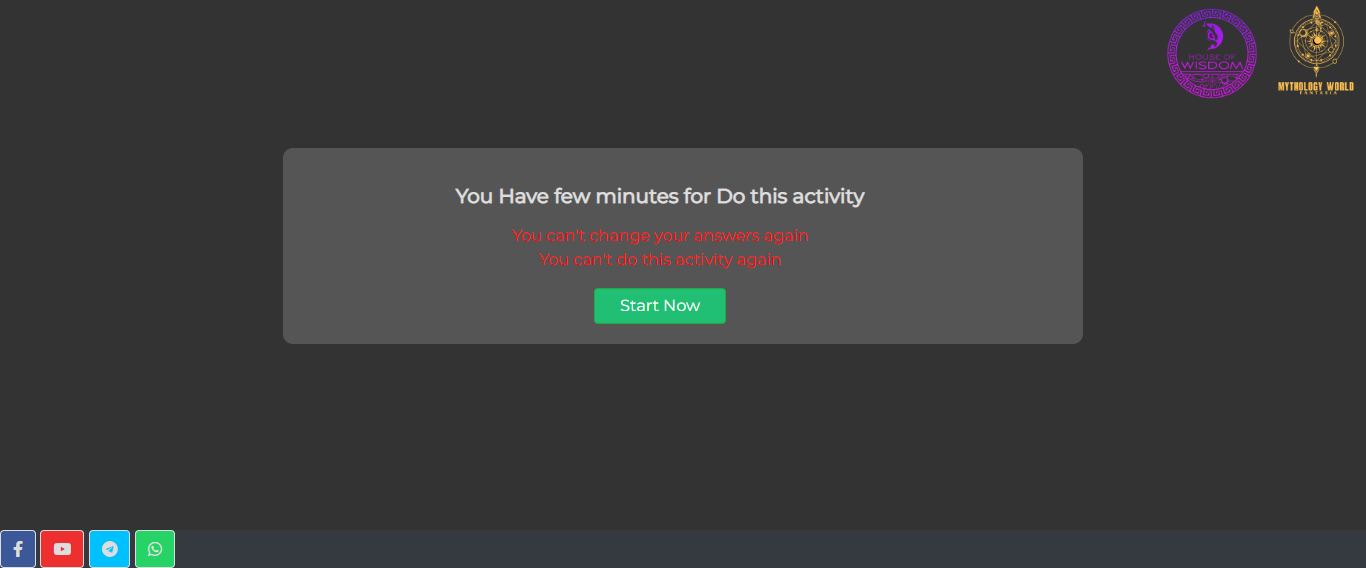 HOUSE OF
WISDOM
MYTHOLOGY WORLD
FANTASIA
You Have few minutes for Do this activity
You can't change your answers again
You can't do this activity again
Start Now